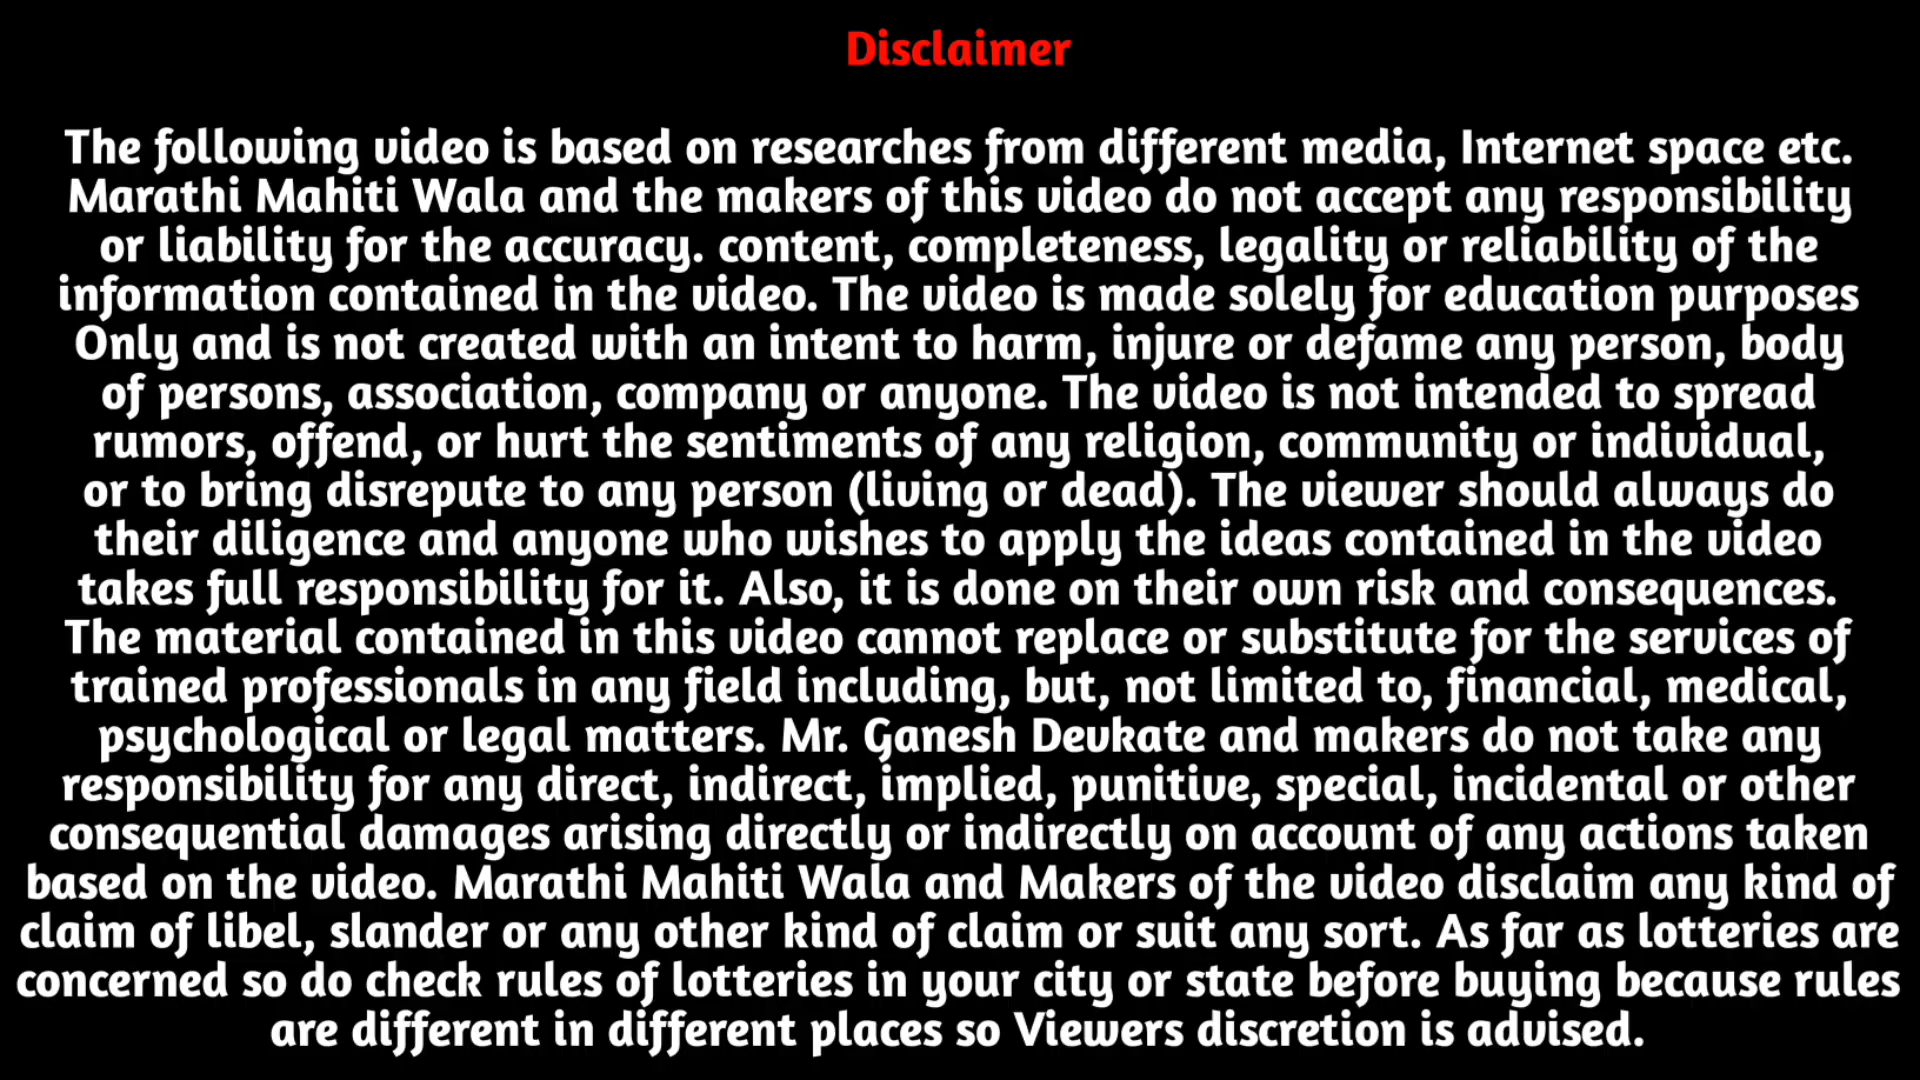 Disclaimer
The following video is based on researches from different media, Internet space etc.
Marathi Mahiti Wala and the makers of this video do not accept any responsibility
or liability for the accuracy. content, completeness, legality or reliability of the
information contained in the video. The video is made solely for education purposes
Only and is not created with an intent to harm, injure or defame any person, body
of persons, association, company or anyone. The video is not intended to spread
rumors, offend, or hurt the sentiments of any religion, community or individual,
or to bring disrepute to any person (living or dead). The viewer should always do
their diligence and anyone who wishes to apply the ideas contained in the video
takes full responsibility for it. Also, it is done on their own risk and consequences.
The material contained in this video cannot replace or substitute for the services of
trained professionals in any field including, but, not limited to, financial, medical,
psychological or legal matters. Mr. Ganesh Devkate and makers do not take any
responsibility for any direct, indirect, implied, punitive, special, incidental or other
consequential damages arising directly or indirectly on account of any actions taken
based on the video. Marathi Mahiti Wala and Makers of the video disclaim any kind of
claim of libel, slander or any other kind of claim or suit any sort. As far as lotteries are
concerned so do check rules of lotteries in your city or state before buying because rules
are different in different places so Viewers discretion is advised.